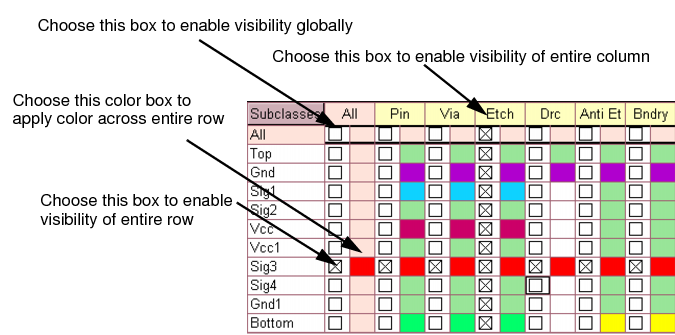 Choose this box to enable visibility globally
Choose this box to enable visibility of entire column
Choose this color box to
apply color across entire row
Choose this box to enable
visibility of entire row
Subclasses All Pin Via Etch Drc Anti Et Bndry
All
Top
Gnd
Sig1
Sig2
Vcc
Vcc1
Sig3
Sig4
Gnd1
Bottom